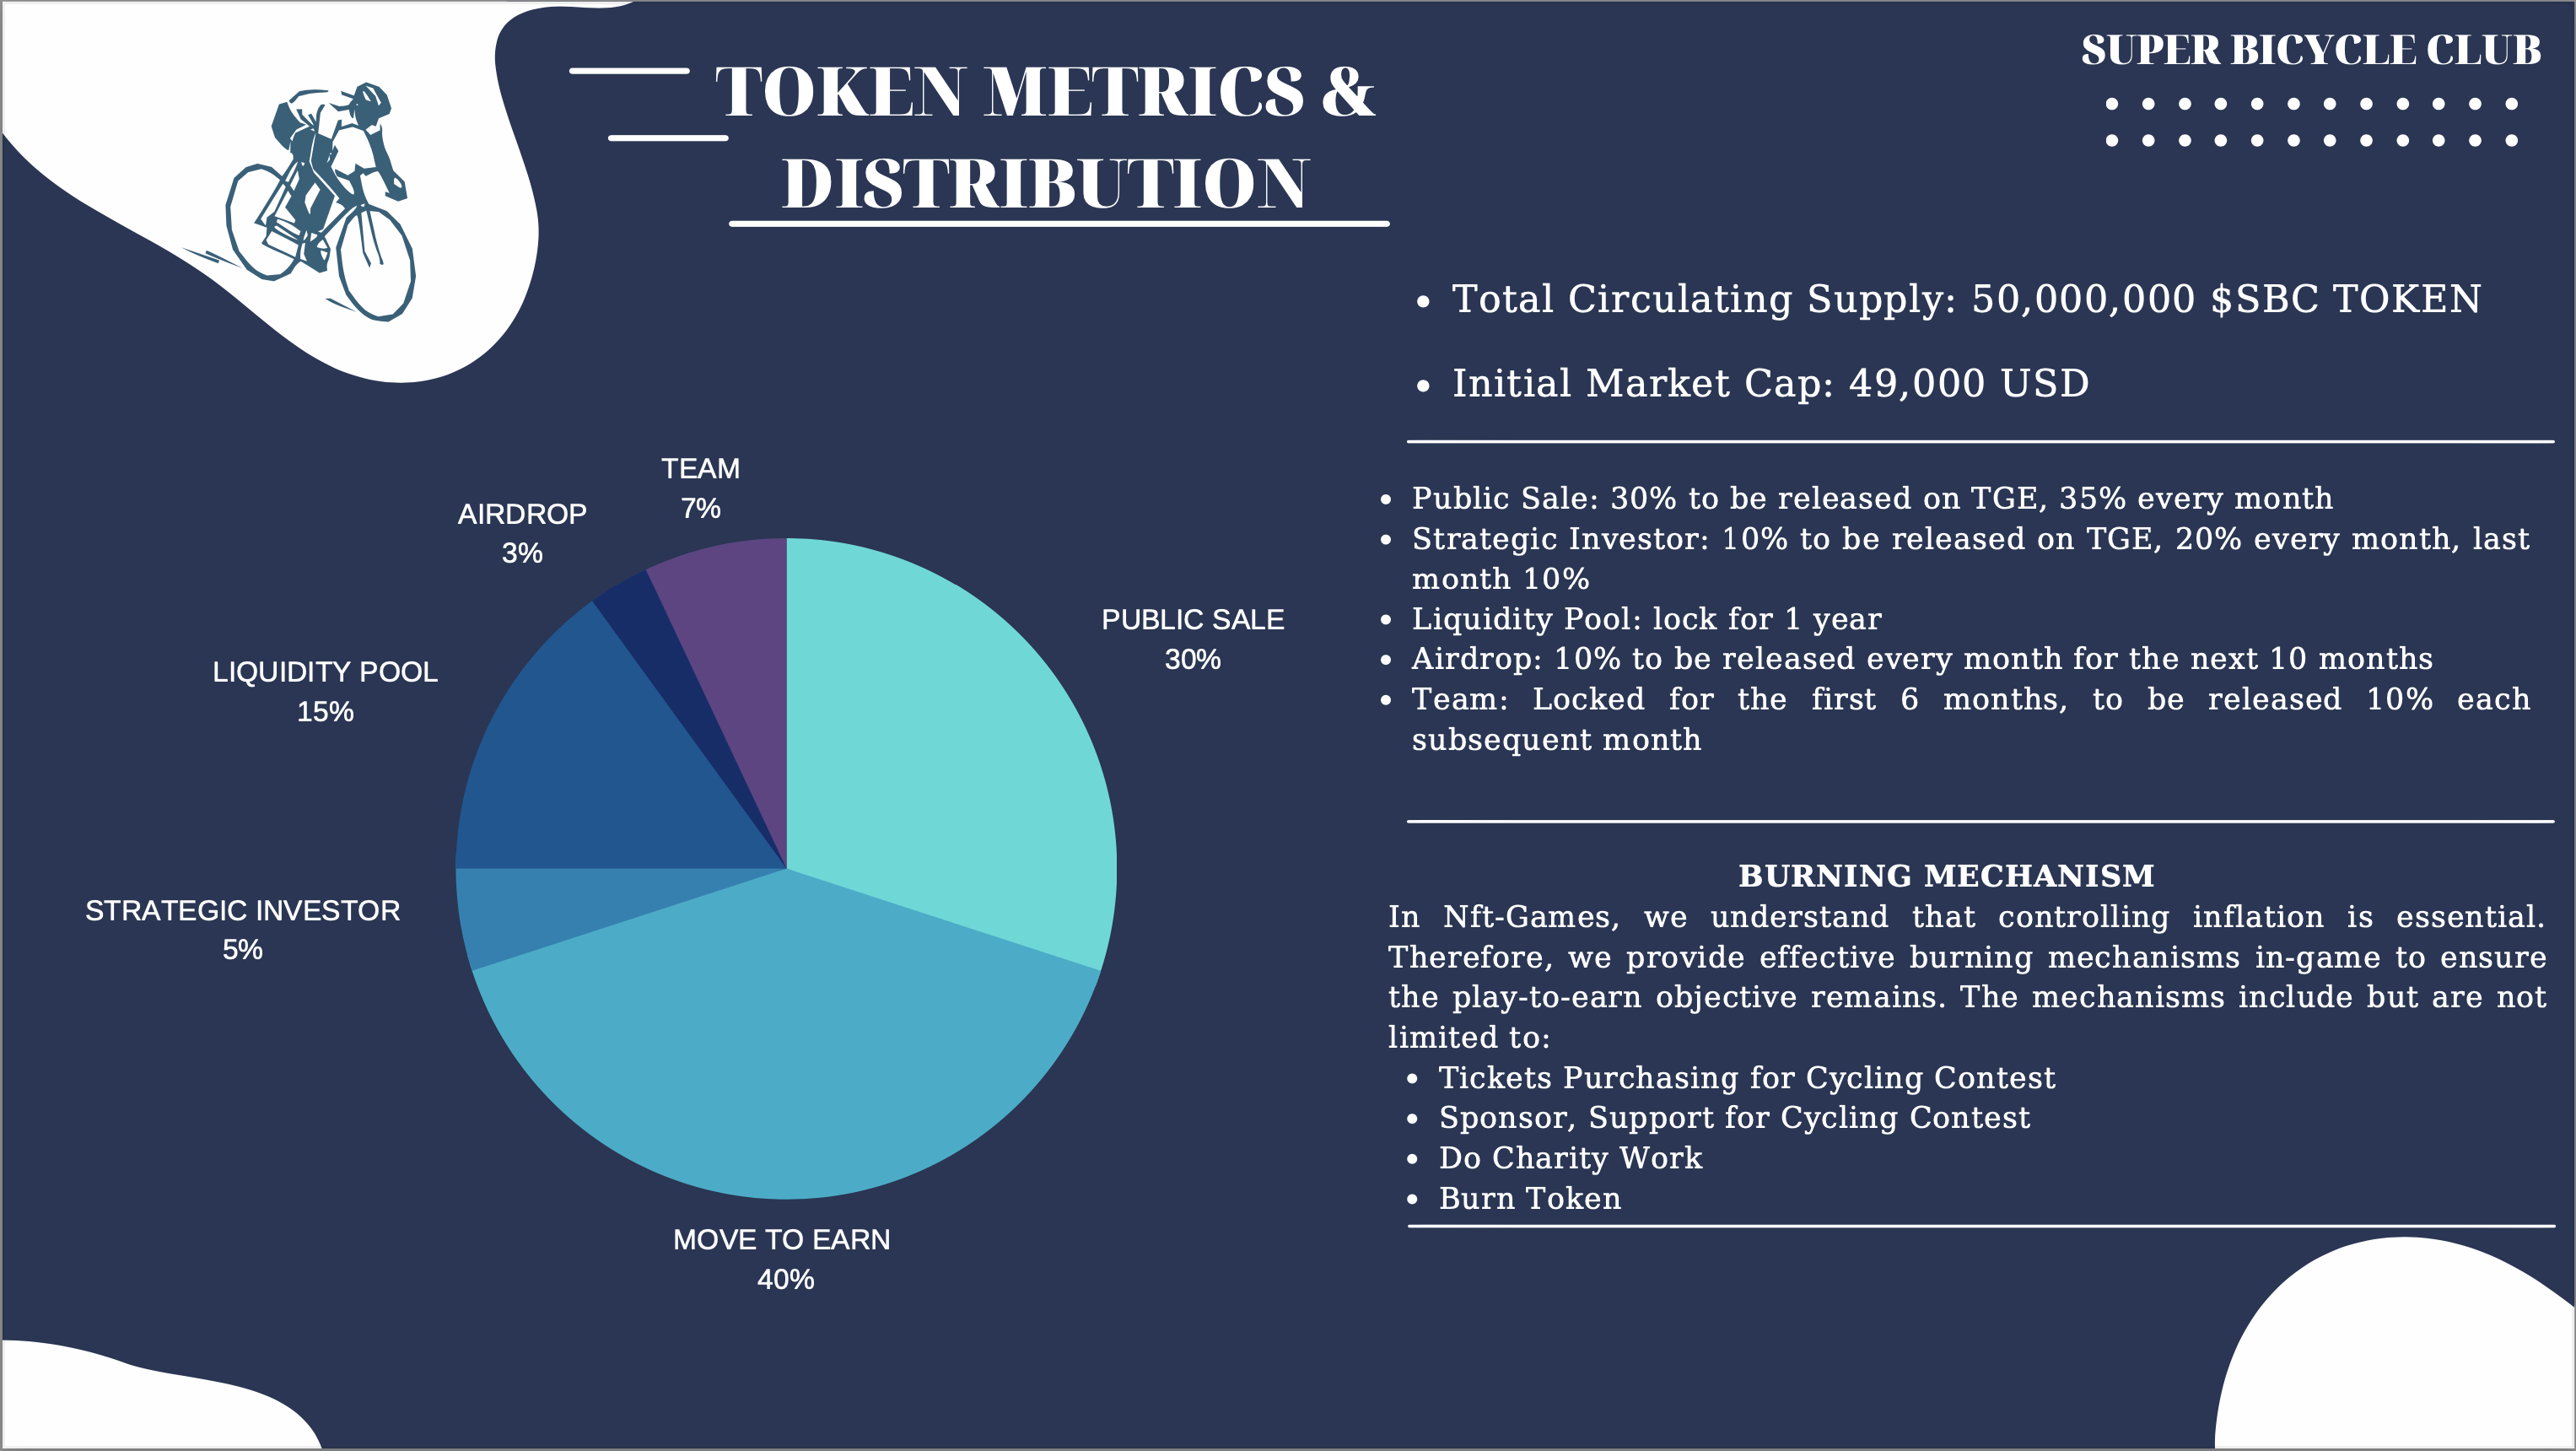 SUPER BICYCLE CLUB
TOKEN METRICS &
DISTRIBUTION
• Total Circulating Supply: 50,000,000 $SBC TOKEN
• Initial Market Cap: 49,000 USD
TEAM
7%
AIRDROP
3%
PUBLIC SALE
30%
LIQUIDITY POOL
15%
STRATEGIC INVESTOR
5%
MOVE TO EARN
40%
• Public Sale: 30% to be released on TGE, 35% every month
• Strategic Investor: 10% to be released on TGE, 20% every month, last
month 10%
• Liquidity Pool: lock for 1 year
• Airdrop: 10% to be released every month for the next 10 months
• Team: Locked for the first 6 months, to be released 10% each
subsequent month
BURNING MECHANISM
In Nft-Games, we understand that controlling inflation is essential.
Therefore, we provide effective burning mechanisms in-game to ensure
the play-to-earn objective remains. The mechanisms include but are not
limited to:
• Tickets Purchasing for Cycling Contest
• Sponsor, Support for Cycling Contest
• Do Charity Work
• Burn Token